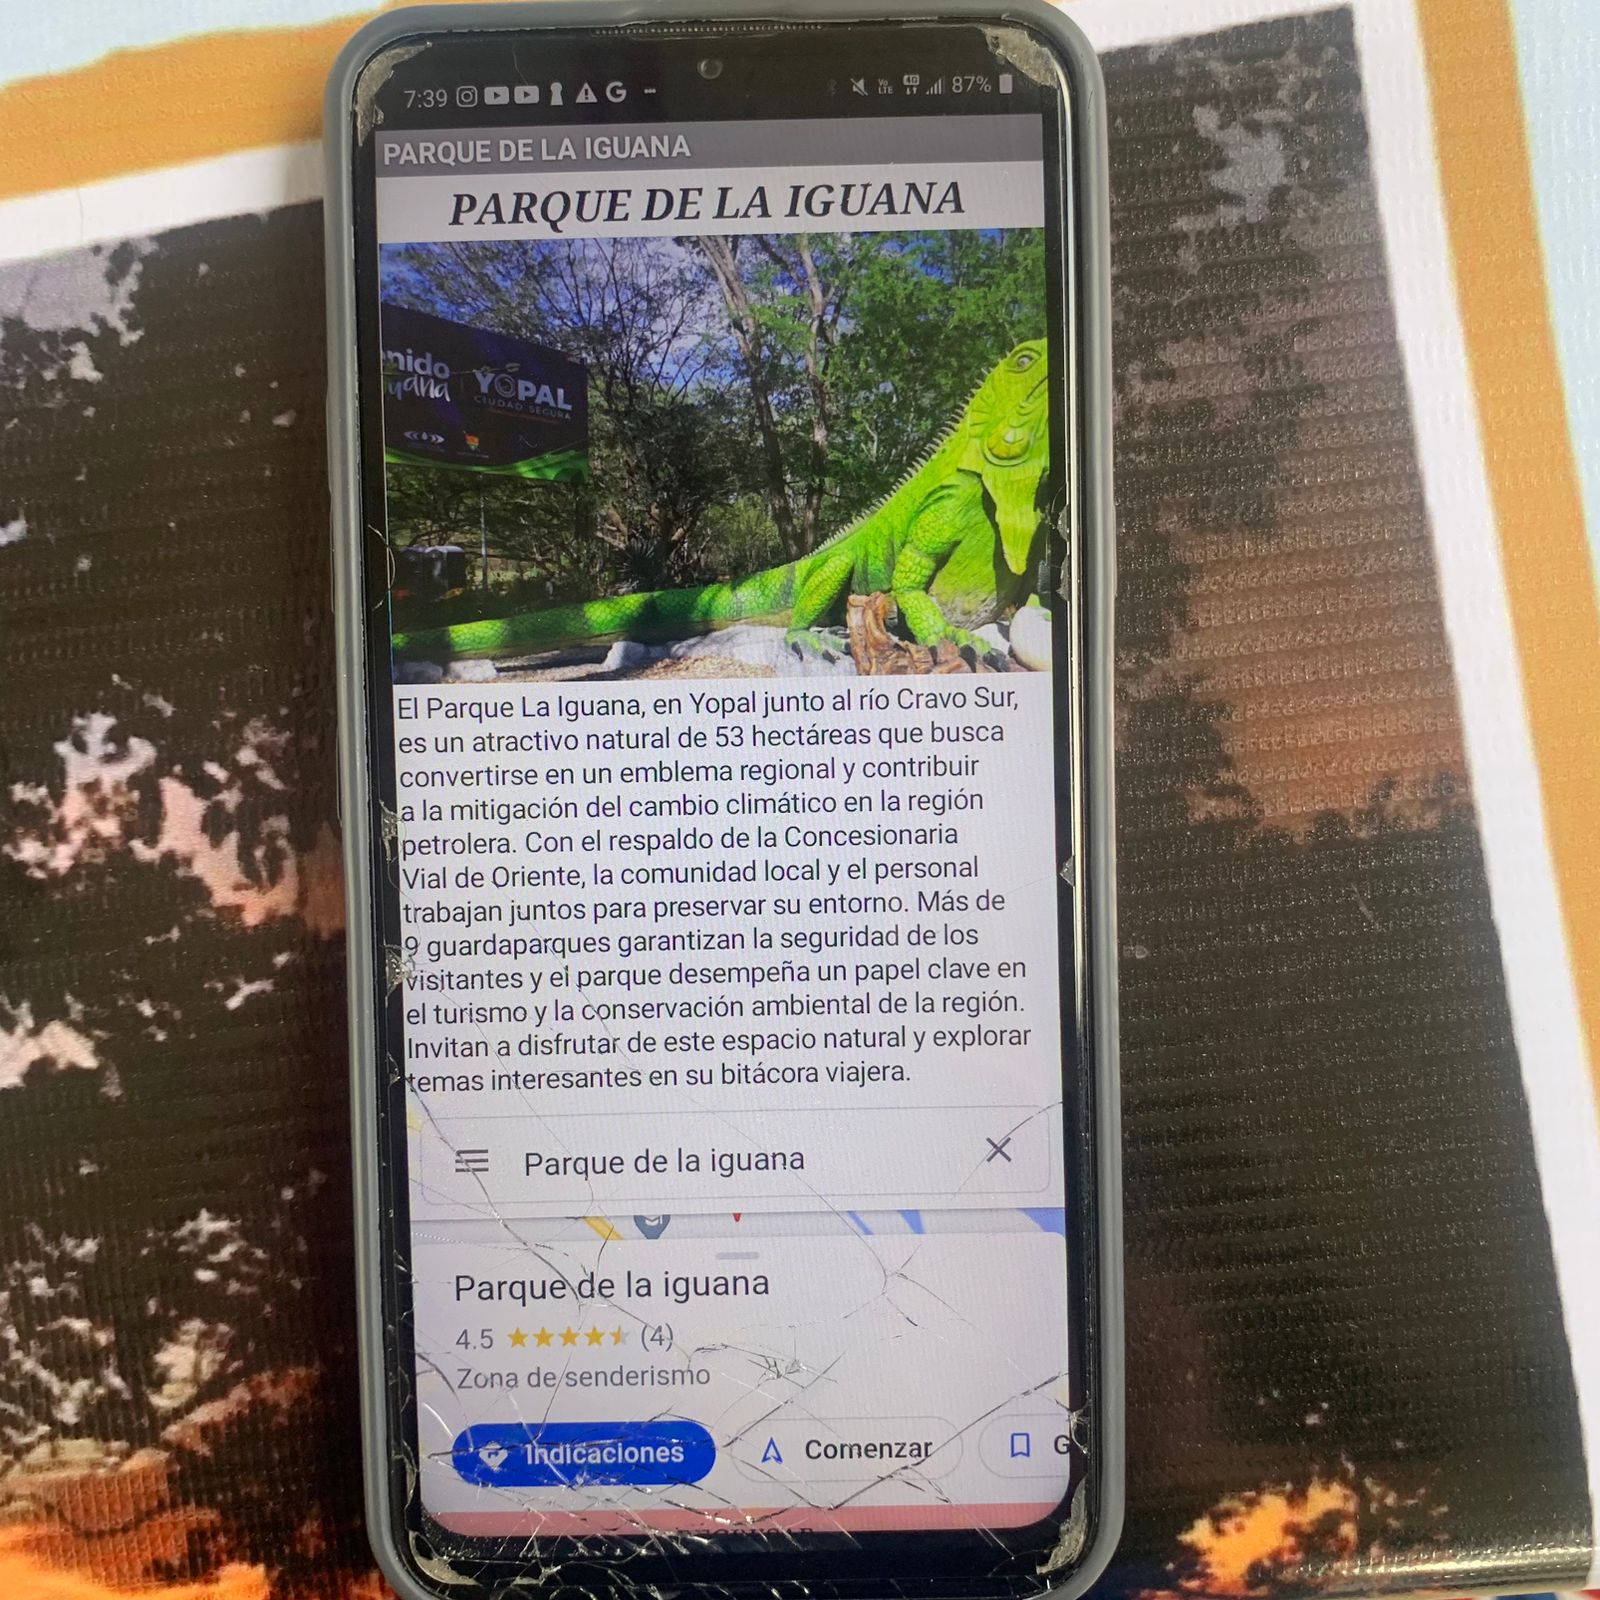 7:39
Vo
LTE
4G
87%
PARQUE DE LA IGUANA
PARQUE DE LA IGUANA
YOPAL
CIUDAD SEGURA
El Parque La Iguana, en Yopal junto al río Cravo Sur,
es un atractivo natural de 53 hectáreas que busca
convertirse en un emblema regional y contribuir
a la mitigación del cambio climático en la región
petrolera. Con el respaldo de la Concesionaria
Vial de Oriente, la comunidad local y el personal
trabajan juntos para preservar su entorno. Más de
9 guardaparques garantizan la seguridad de los
visitantes y el parque desempeña un papel clave en
el turismo y la conservación ambiental de la región.
Invitan a disfrutar de este espacio natural y explorar
temas interesantes en su bitácora viajera.
Parque de la iguana
Parque de la iguana
4.5 (4)
Zona de senderismo
Indicaciones
Comenzar
G